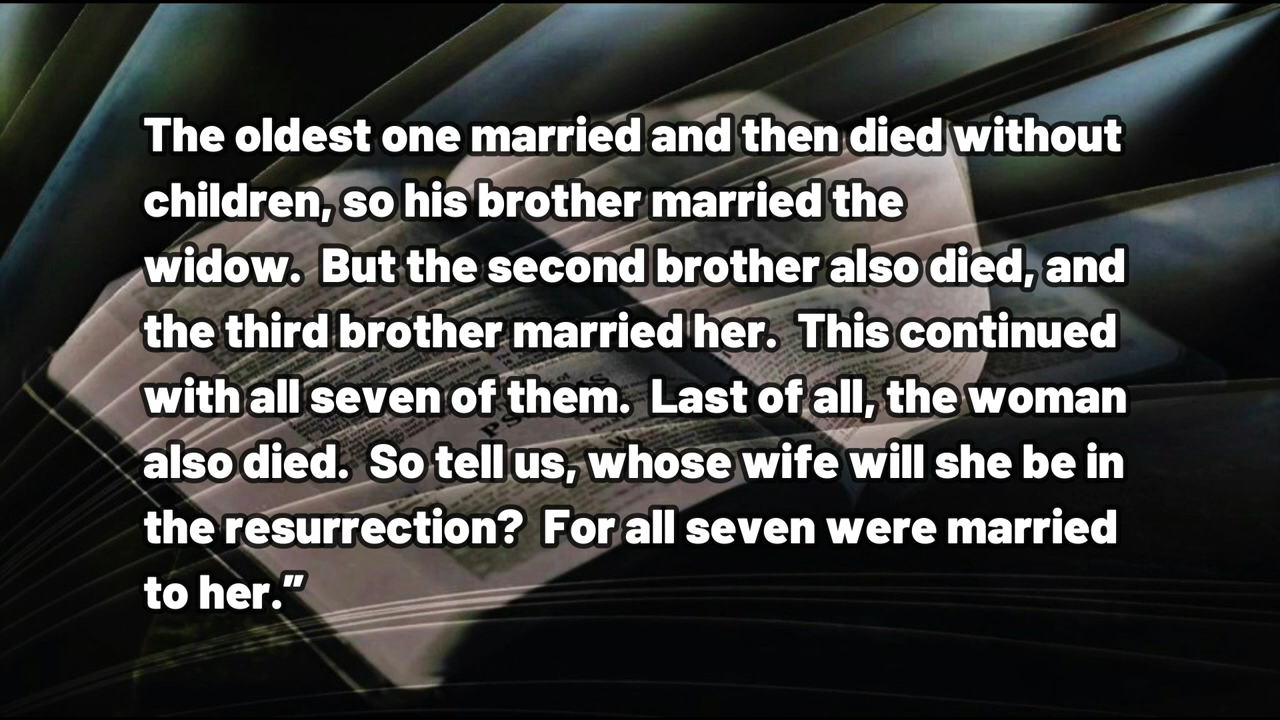 The oldest one married and then died without
children, so his brother married the
widow.  But the second brother also died, and
the third brother married her.  This continued
with all seven of them.  Last of all, the woman
also died.  So tell us, whose wife will she be in
the resurrection?  For all seven were married
to her.”